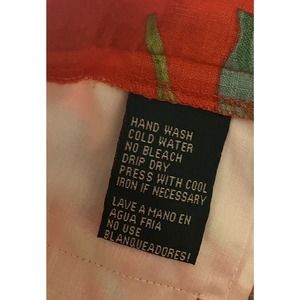 HAND WASH
COLD WATER
NO BLEACH
DRIP DRY
PRESS WITH COOL
IRON IF NECESSARY
LAVE A MANO EN
AGUA FRIA
NO USE
BLANQUEADORES!